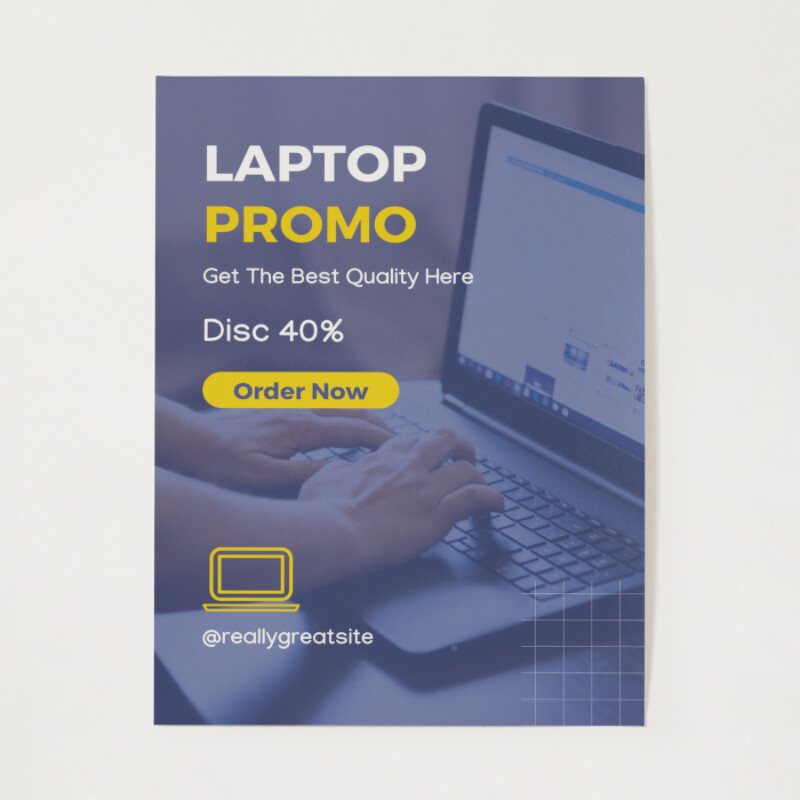 LAPTOP
PROMO
Get The Best Quality Here
Disc 40%
Order Now
@reallygreatsite